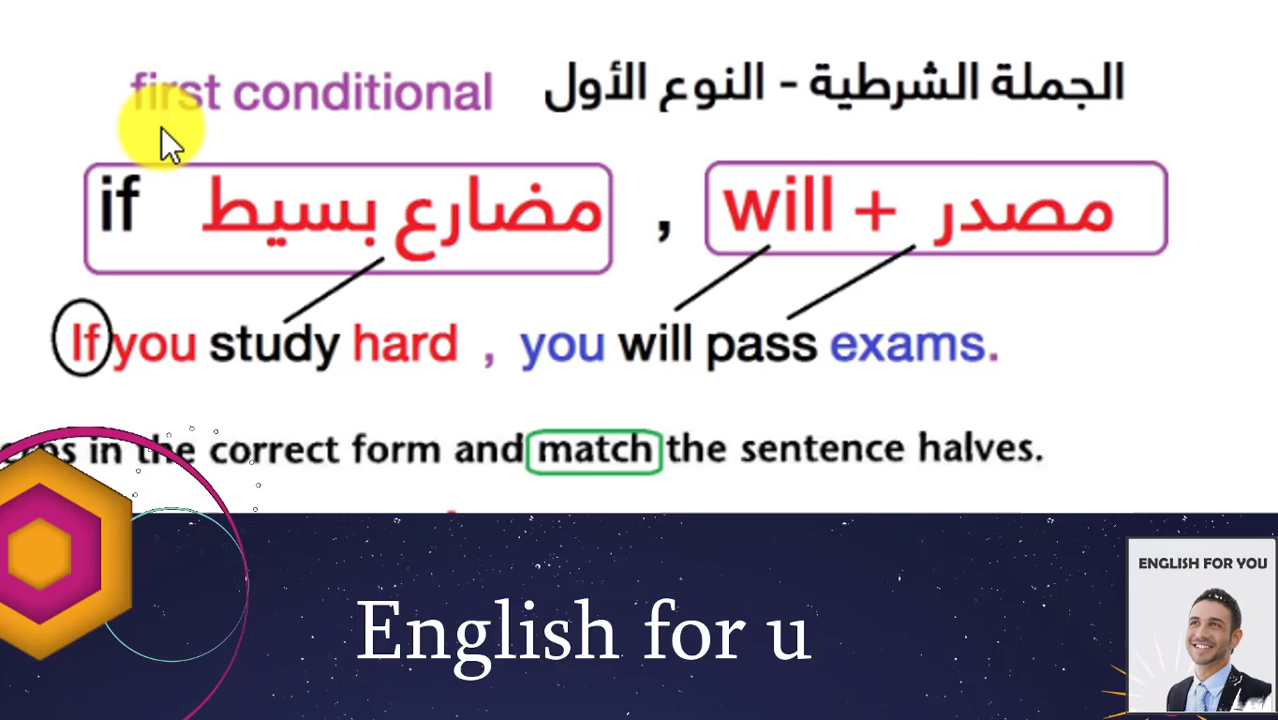 first conditional الجملة الشرطية - النوع الأول
if مضارع بسيط , will + مصدر
If you study hard , you will pass exams.
in the correct form and match the sentence halves.
ENGLISH FOR YOU
English for u